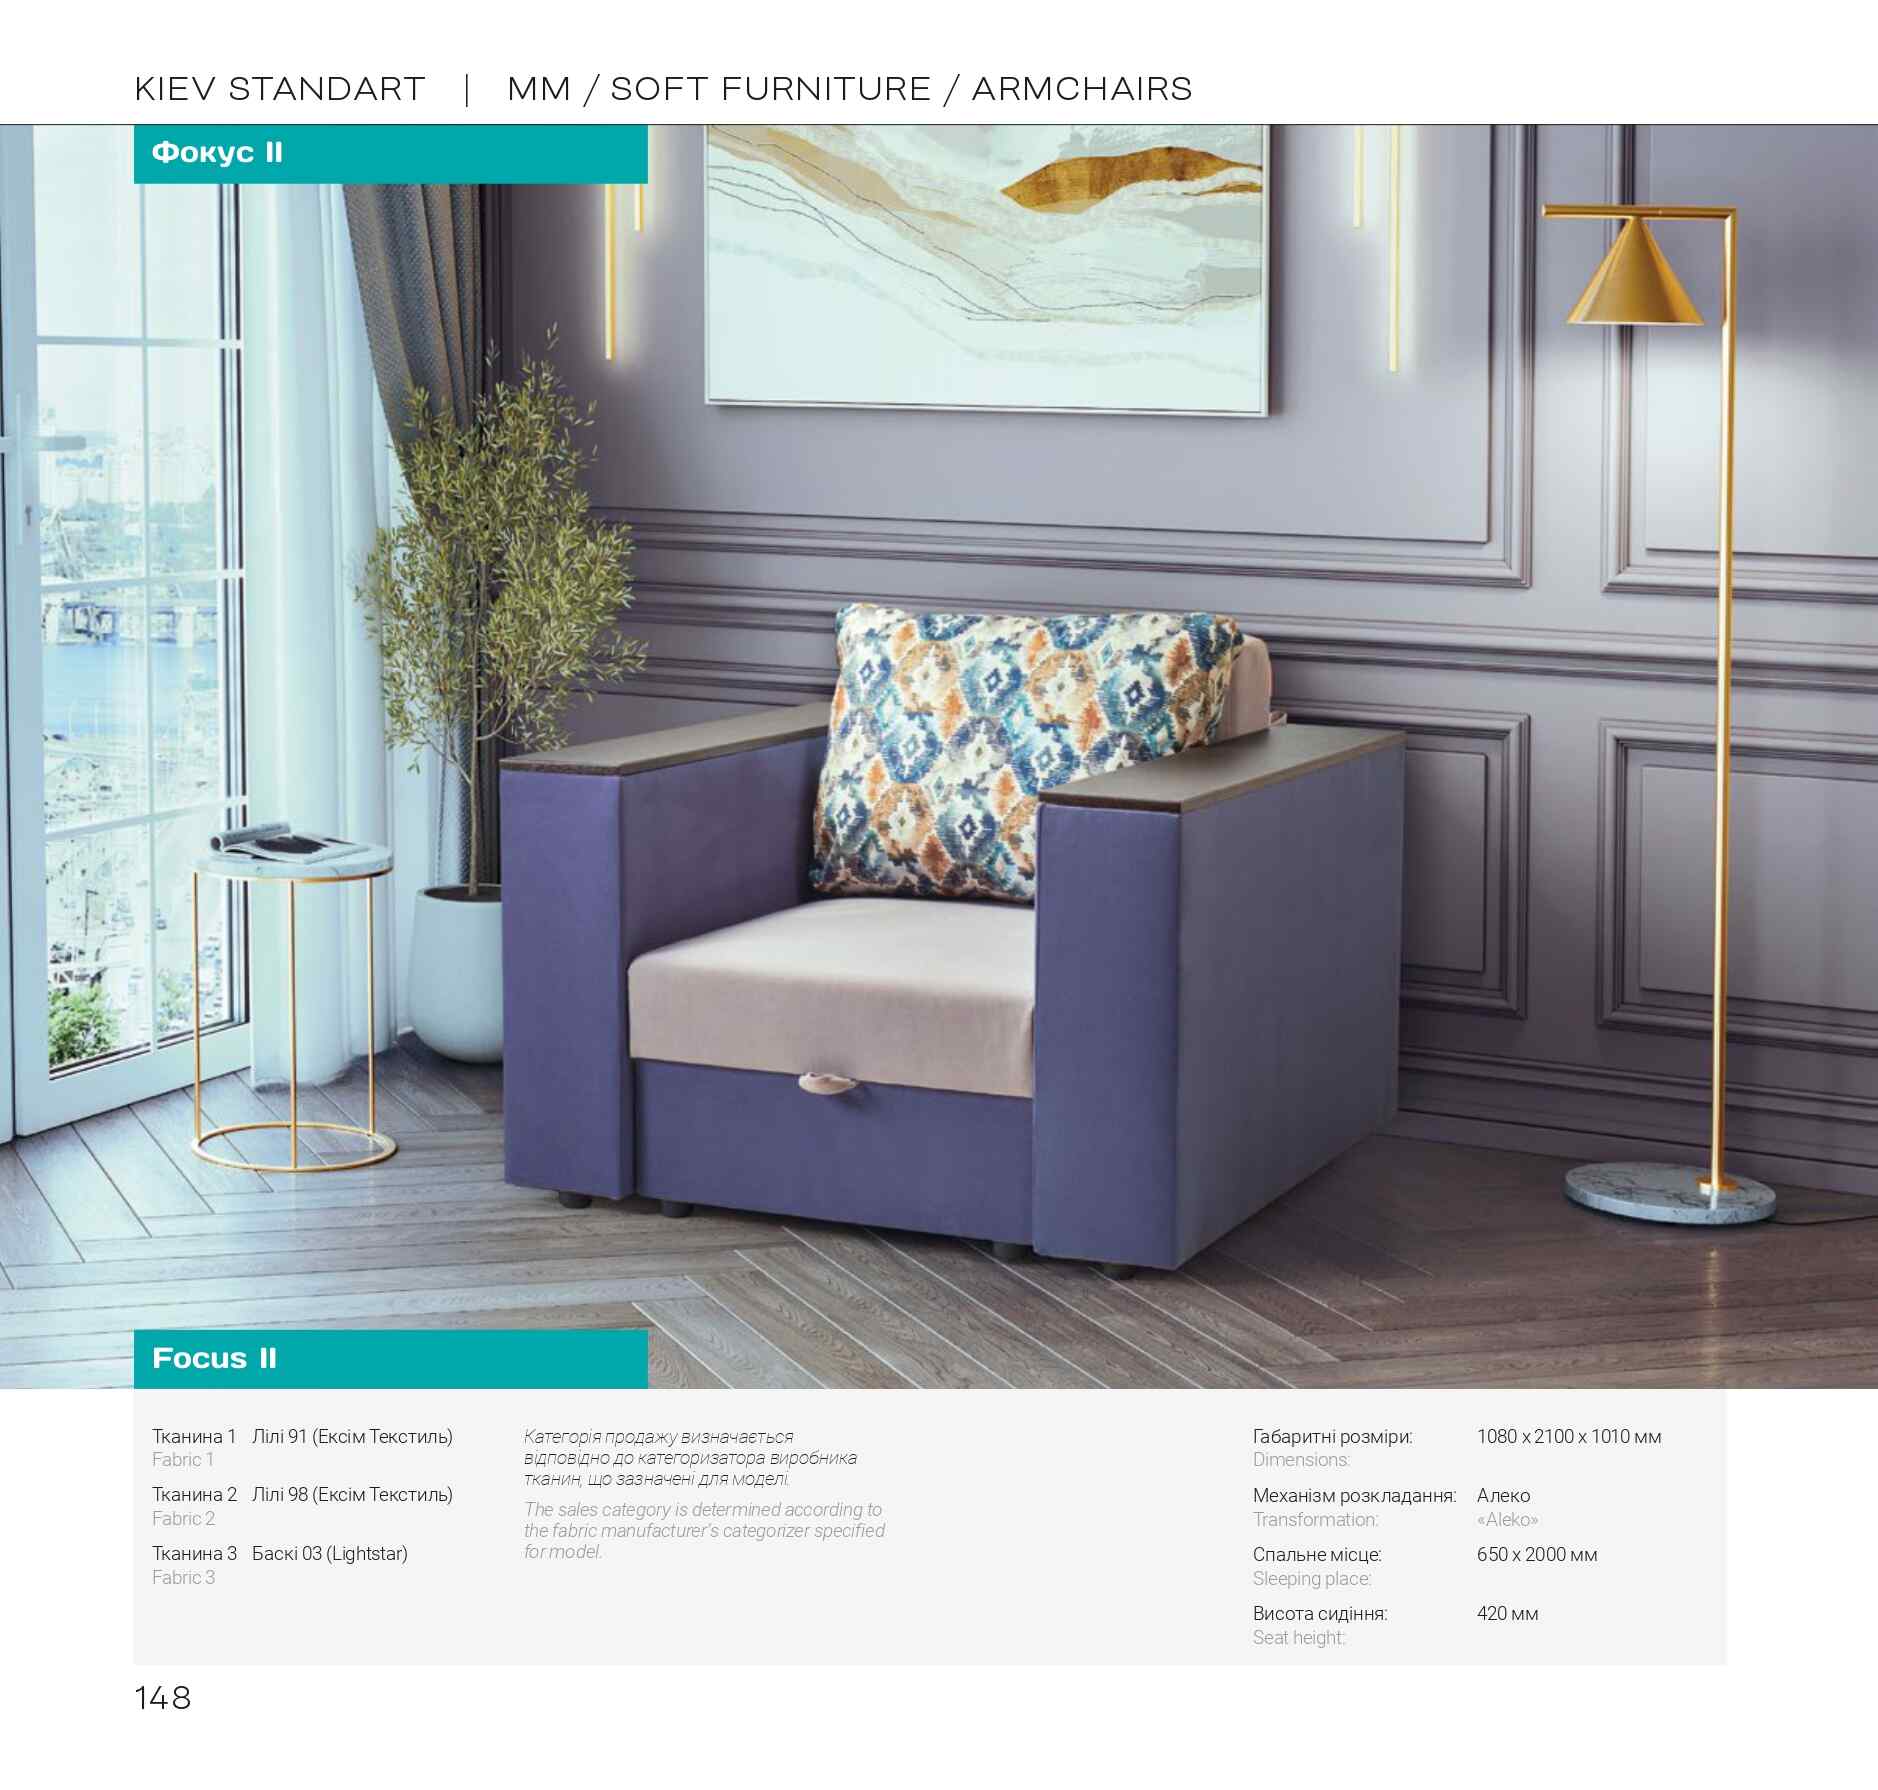 KIEV STANDART | MM / SOFT FURNITURE / ARMCHAIRS
Фокус II
Focus II
Тканина 1 Лілі 91 (Ексім Текстиль)
Fabric 1
Тканина 2 Лілі 98 (Ексім Текстиль)
Fabric 2
Тканина 3 Баскі 03 (Lightstar)
Fabric 3
Категорія продажу визначається
відповідно до категоризатора виробника
тканин, що зазначені для моделі.
The sales category is determined according to
the fabric manufacturer's categorizer specified
for model.
Габаритні розміри: 1080 x 2100 x 1010 мм
Dimensions:
Механізм розкладання: Алеко
Transformation: «Aleko»
Спальне місце: 650 x 2000 мм
Sleeping place:
Висота сидіння: 420 мм
Seat height:
148